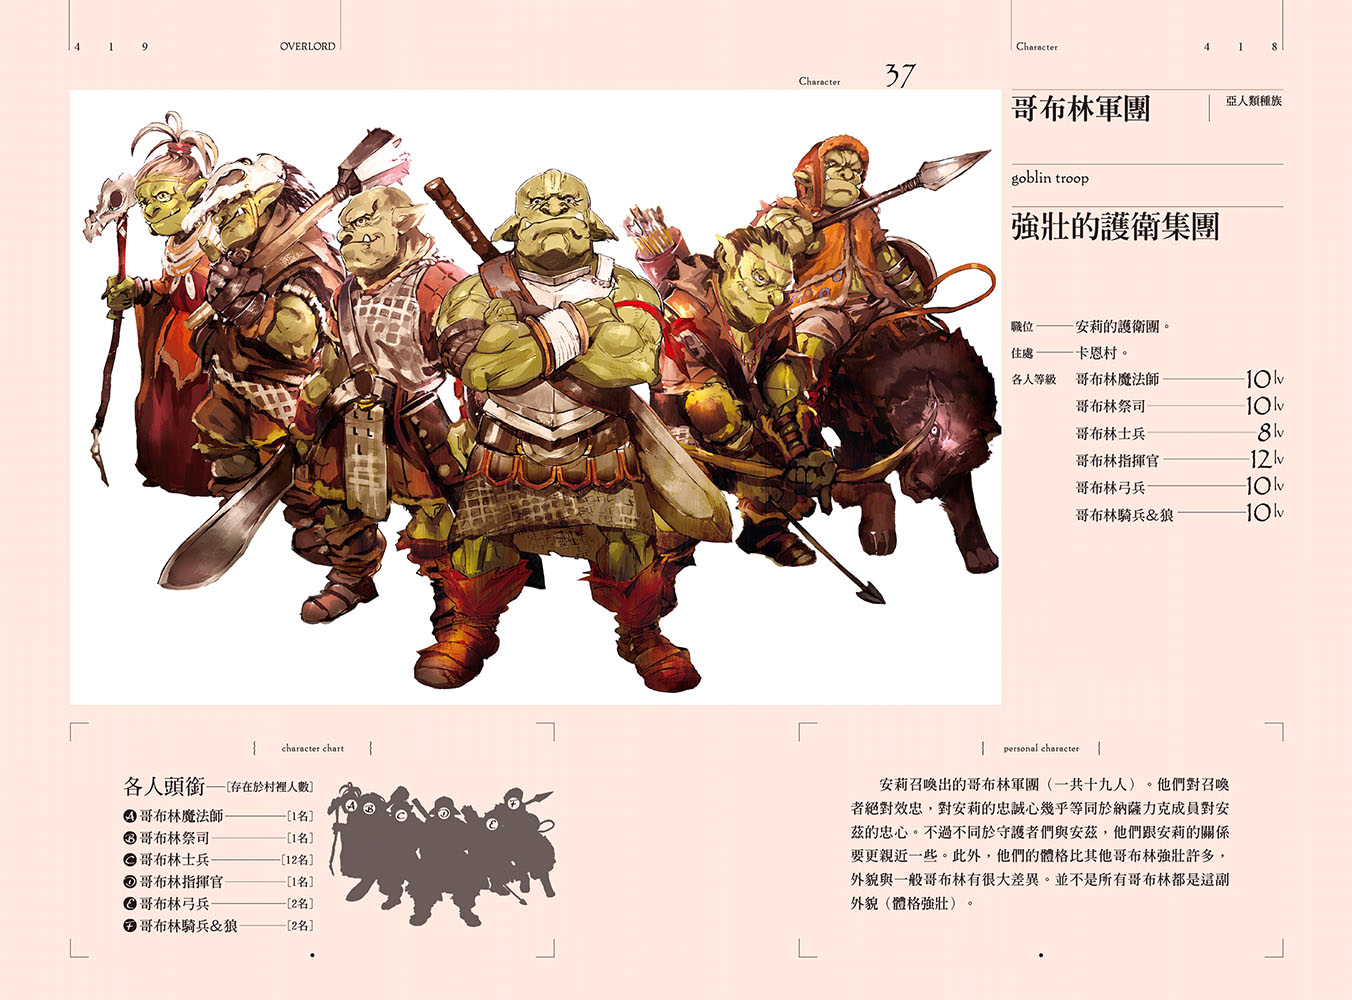 4 1 9
OVERLORD
Character
4 1 8
Character 37
哥布林軍團
亞人類種族
goblin troop
強壯的護衛集團
職位 安莉的護衛團。
住處 卡恩村。
各人等級 哥布林魔法師 10 lv
哥布林祭司 10 lv
哥布林士兵 8 lv
哥布林指揮官 12 lv
哥布林弓兵 10 lv
哥布林騎兵&狼 10 lv
character chart
各人頭銜—[存在於村裡人數]
A 哥布林魔法師 [1名]
B 哥布林祭司 [1名]
C 哥布林士兵 [12名]
D 哥布林指揮官 [1名]
E 哥布林弓兵 [2名]
F 哥布林騎兵&狼 [2名]
A
B
C
D
E
F
personal character
安莉召喚出的哥布林軍團（一共十九人）。他們對召喚
者絕對效忠，對安莉的忠誠心幾乎等同於納薩力克成員對安
茲的忠心。不過不同於守護者們與安茲，他們跟安莉的關係
要更親近一些。此外，他們的體格比其他哥布林強壯許多，
外貌與一般哥布林有很大差異。並不是所有哥布林都是這副
外貌（體格強壯）。